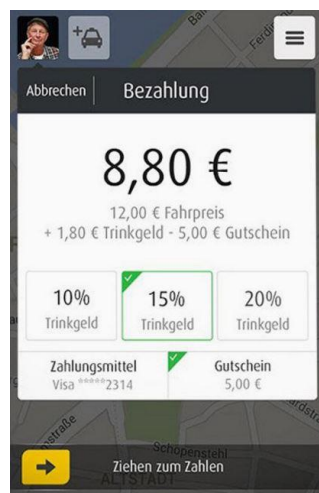 Abbrechen
Bezahlung
8,80 €
12,00 € Fahrpreis
+ 1,80 € Trinkgeld - 5,00 € Gutschein
10%
Trinkgeld
15%
Trinkgeld
20%
Trinkgeld
Zahlungsmittel
Visa *****2314
Gutschein
5,00 €
Schopenstehl
Ziehen zum Zahlen
ALTSTADT